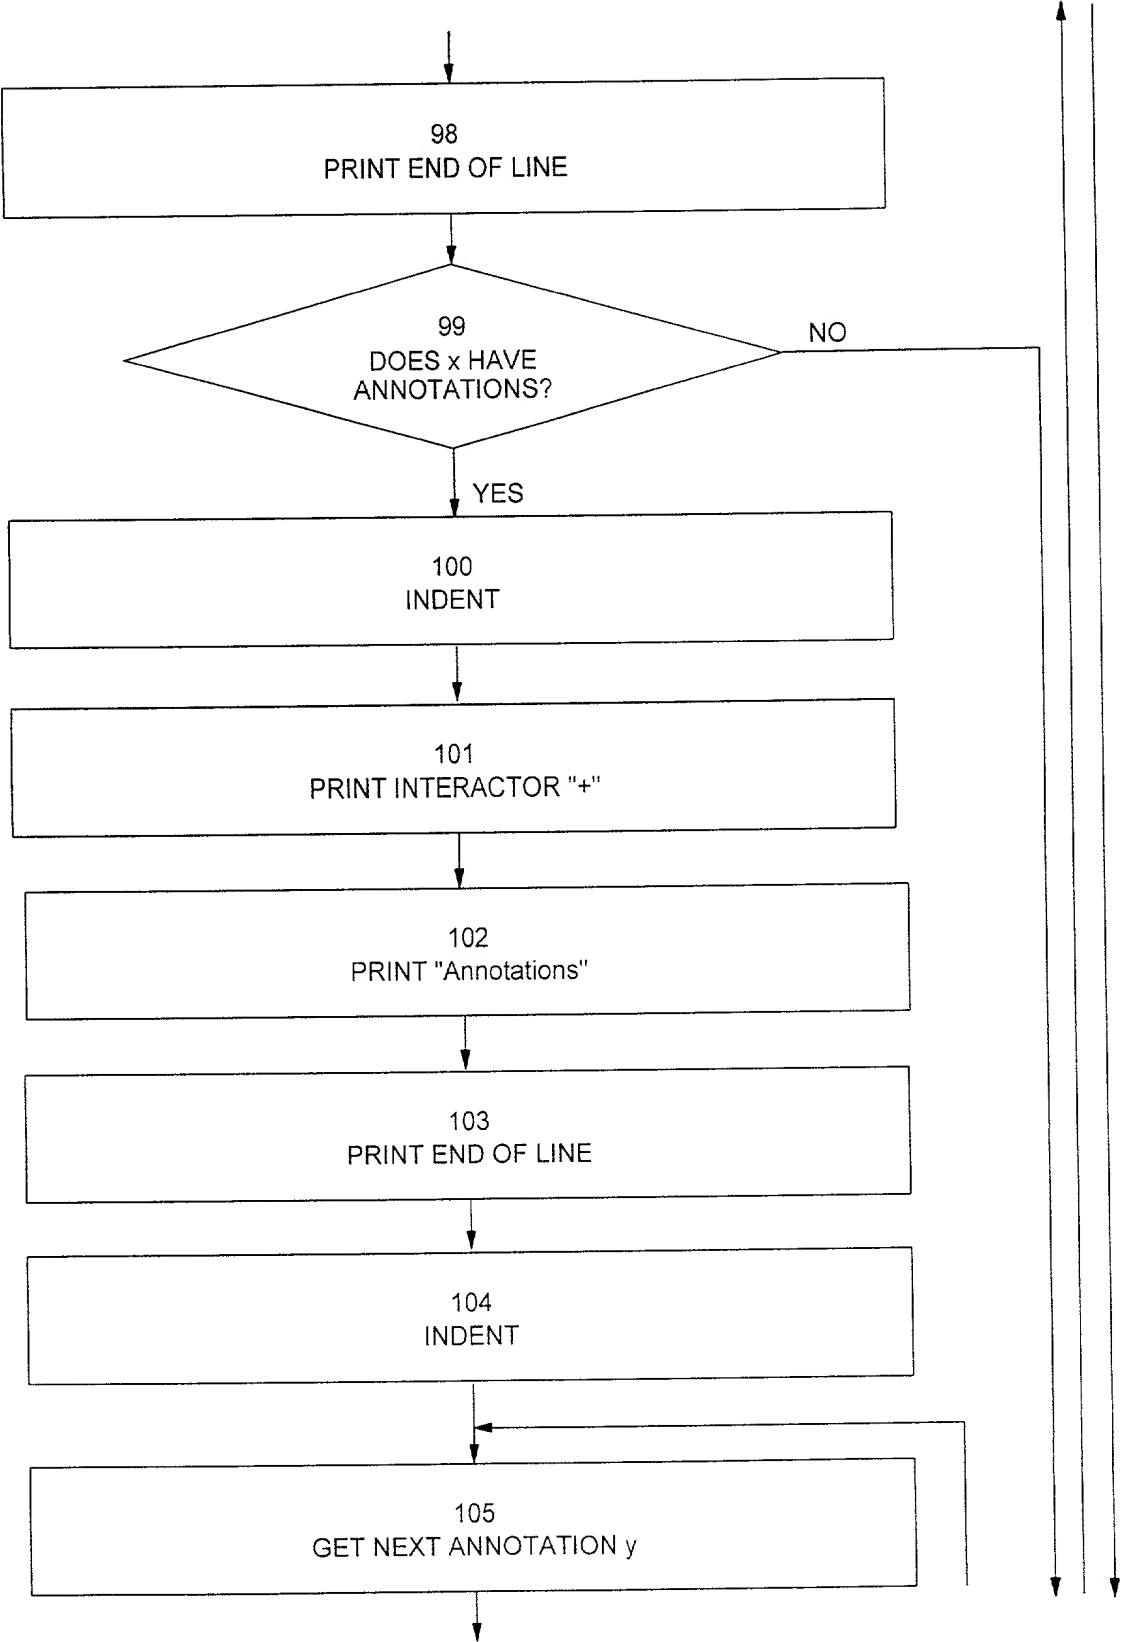 98
PRINT END OF LINE
99
DOES x HAVE
ANNOTATIONS?
NO
YES
100
INDENT
101
PRINT INTERACTOR "+"
102
PRINT "Annotations"
103
PRINT END OF LINE
104
INDENT
105
GET NEXT ANNOTATION y